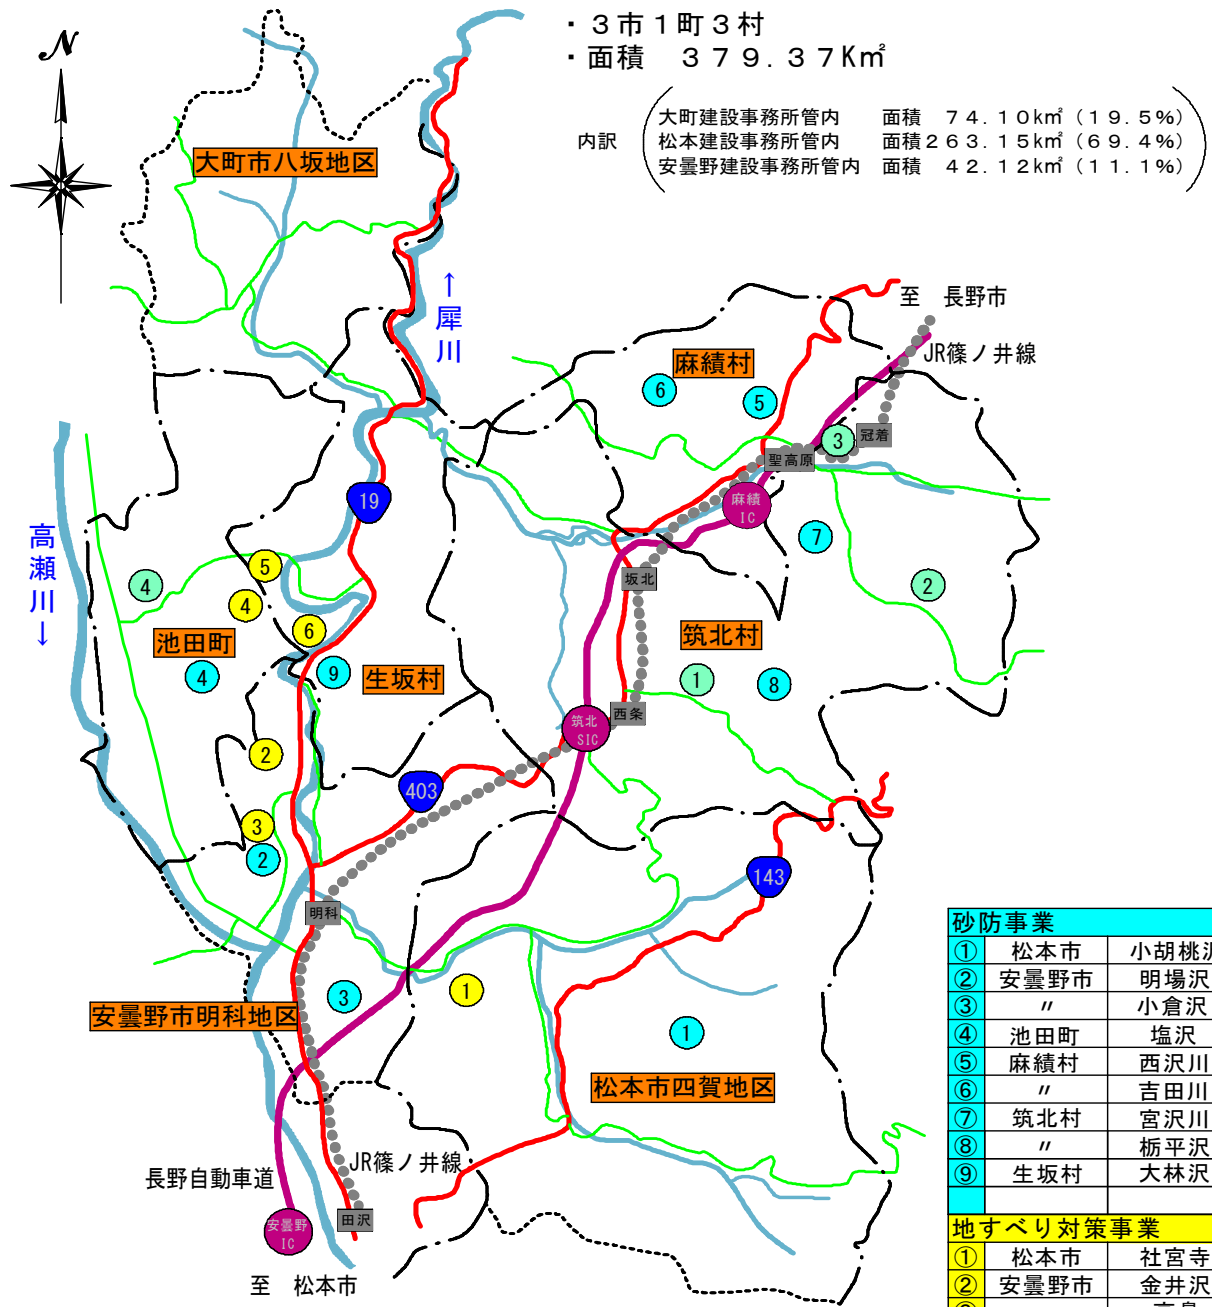 N
・３市１町３村
・面積　３７９.３７Km²
内訳
大町建設事務所管内　面積　７４.１０km²（１９.５％）
松本建設事務所管内　面積２６３.１５km²（６９.４％）
安曇野建設事務所管内　面積　４２.１２km²（１１.１％）
大町市八坂地区
↑犀川
至　長野市
JR篠ノ井線
麻績村
6
5
3
冠着
聖高原
19
麻績
IC
高瀬川↓
7
5
4
坂北
2
4
6
池田町
筑北村
4
9
生坂村
1
8
西条
筑北
SIC
2
403
3
2
143
明科
砂防事業
① 松本市 小胡桃沢
② 安曇野市 明場沢
③ 〃 小倉沢
④ 池田町 塩沢
⑤ 麻績村 西沢川
⑥ 〃 吉田川
⑦ 筑北村 宮沢川
⑧ 〃 栃平沢
⑨ 生坂村 大林沢
3
1
安曇野市明科地区
1
松本市四賀地区
JR篠ノ井線
長野自動車道
田沢
安曇野
IC
至　松本市
地すべり対策事業
① 松本市 社宮寺
② 安曇野市 金井沢